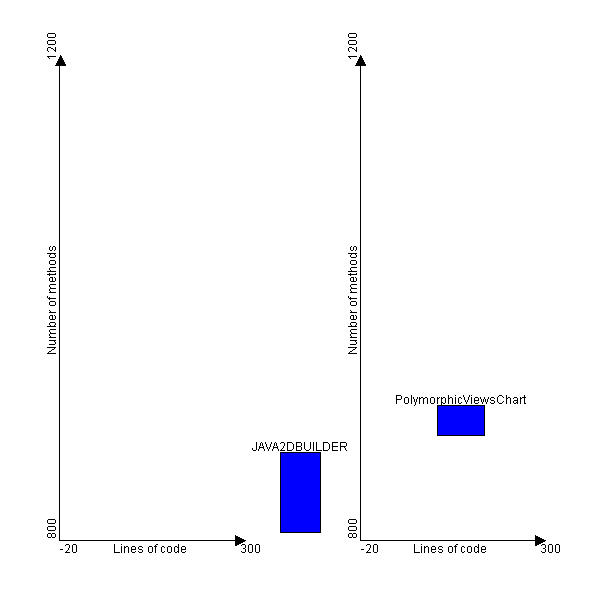 1200
Number of methods
800
-20
Lines of code
300
JAVA2DBUILDER
1200
Number of methods
800
-20
Lines of code
300
PolymorphicViewsChart